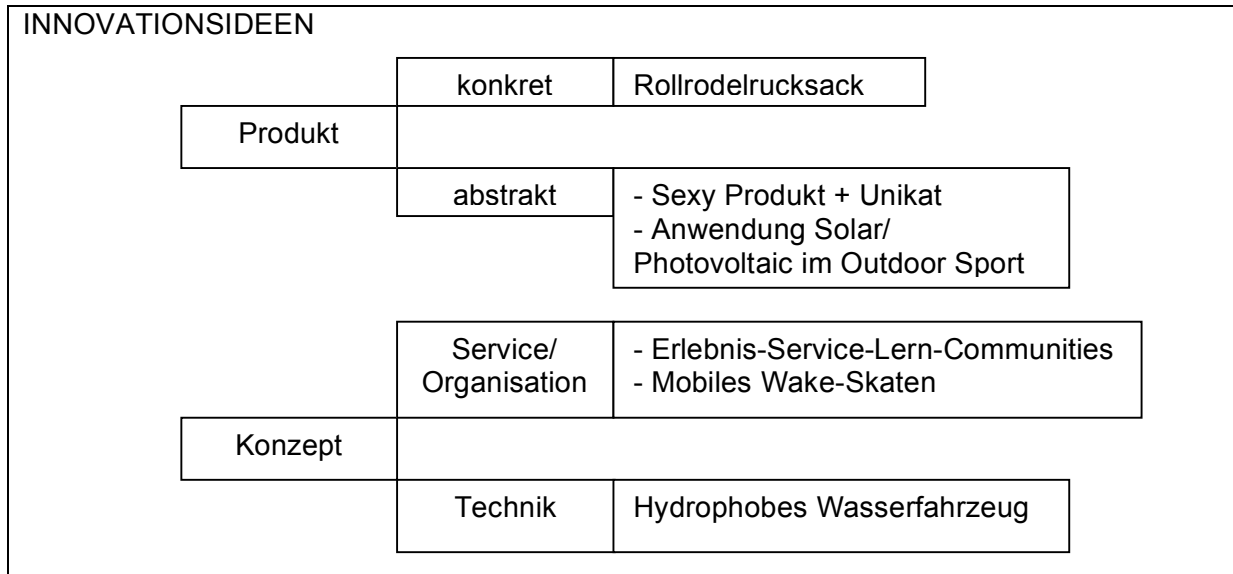 INNOVATIONSIDEEN
konkret
Rollrodelrucksack
Produkt
abstrakt
- Sexy Produkt + Unikat
- Anwendung Solar/
Photovoltaic im Outdoor Sport
Service/
Organisation
- Erlebnis-Service-Lern-Communities
- Mobiles Wake-Skaten
Konzept
Technik
Hydrophobes Wasserfahrzeug